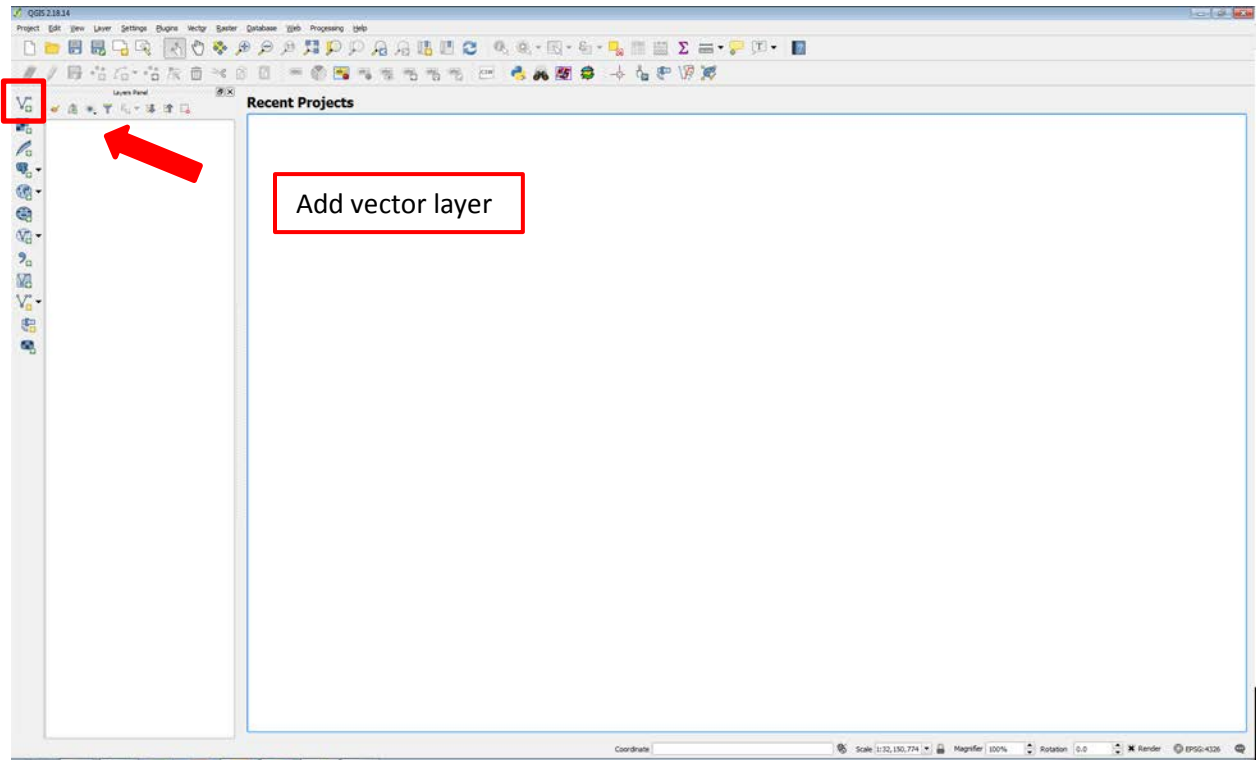 QGIS 2.18.14
Project Edit View Layer Settings Plugins Vector Raster Database Web Processing Help
CSW
Layers Panel
Recent Projects
Add vector layer
Coordinate Scale 1:32,150,774 Magnifier 100% Rotation 0.0 Render EPSG:4326